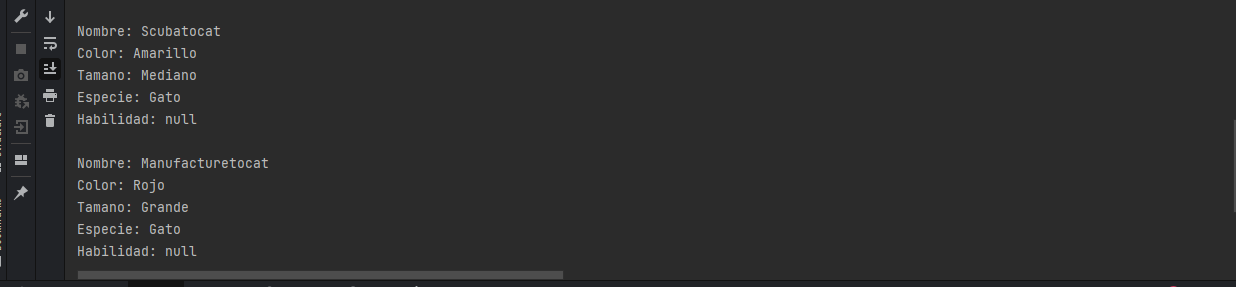 Nombre: Scubatocat
Color: Amarillo
Tamano: Mediano
Especie: Gato
Habilidad: null
Nombre: Manufacturetocat
Color: Rojo
Tamano: Grande
Especie: Gato
Habilidad: null